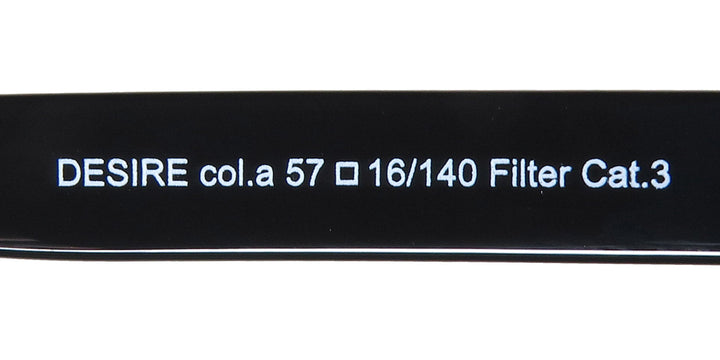 DESIRE col.a 57 □ 16/140 Filter Cat.3